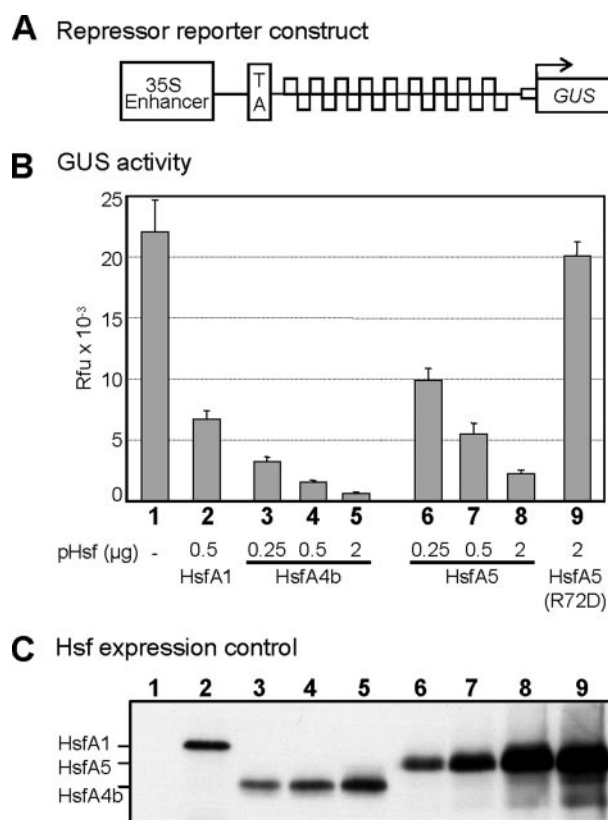 A Repressor reporter construct
35S Enhancer
T A
GUS
B GUS activity
Rfu x 10⁻³
25
20
15
10
5
0
1 2 3 4 5 6 7 8 9
pHsf (µg) - 0.5 0.25 0.5 2 0.25 0.5 2 2
HsfA1 HsfA4b HsfA5 HsfA5 (R72D)
C Hsf expression control
1 2 3 4 5 6 7 8 9
HsfA1
HsfA5
HsfA4b